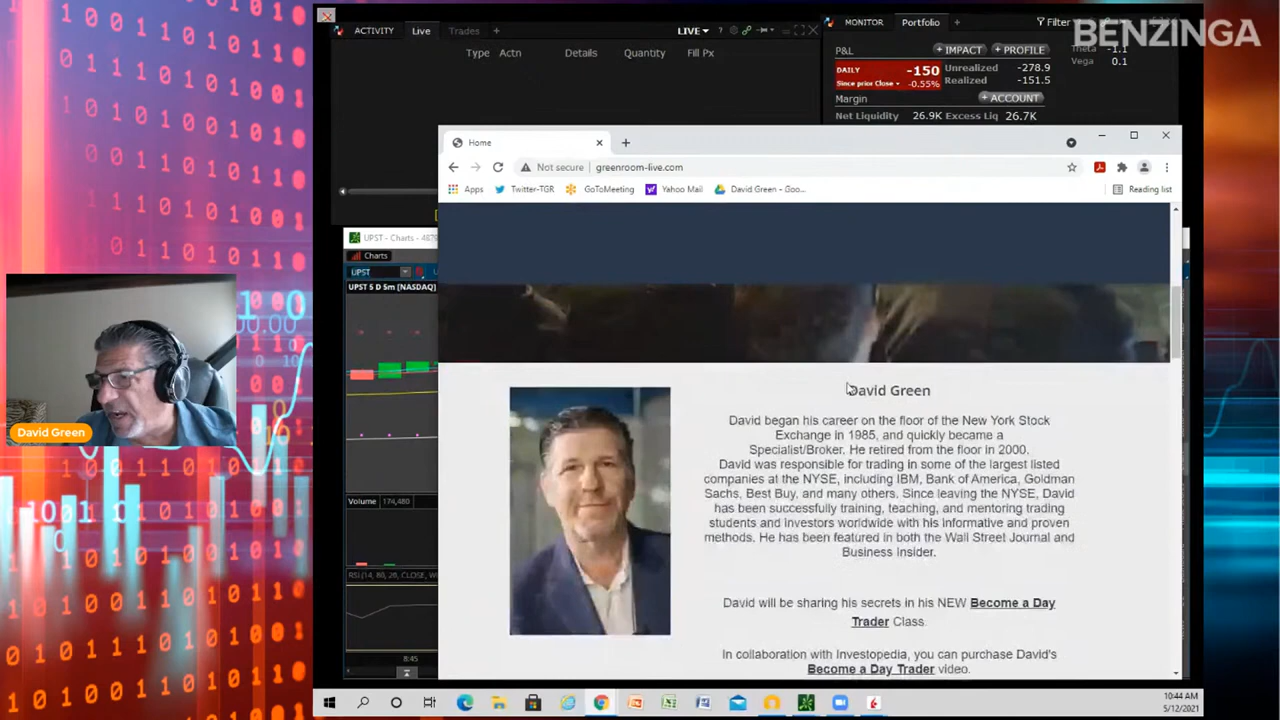 BENZINGA
ACTIVITY Live Trades + LIVE ?
MONITOR Portfolio + Filter
Type Actn Details Quantity Fill Px
P&L + IMPACT + PROFILE
Theta -1.1
Vega 0.1
DAILY -150 Unrealized -278.9
Since prior Close -0.55% Realized -151.5
Margin + ACCOUNT
Net Liquidity 26.9K Excess Liq 26.7K
Home
Not secure | greenroom-live.com
Apps Twitter-TGR GoToMeeting Yahoo Mail David Green - Goo... Reading list
UPST - Charts
Charts
UPST
UPST 5 D 5m [NASDAQ]
Volume 174,480
8:45
David Green
David Green
David began his career on the floor of the New York Stock
Exchange in 1985, and quickly became a
Specialist/Broker. He retired from the floor in 2000.
David was responsible for trading in some of the largest listed
companies at the NYSE, including IBM, Bank of America, Goldman
Sachs, Best Buy, and many others. Since leaving the NYSE, David
has been successfully training, teaching, and mentoring trading
students and investors worldwide with his informative and proven
methods. He has been featured in both the Wall Street Journal and
Business Insider.
David will be sharing his secrets in his NEW Become a Day
Trader Class
In collaboration with Investopedia, you can purchase David's
Become a Day Trader video.
10:44 AM
5/12/2021